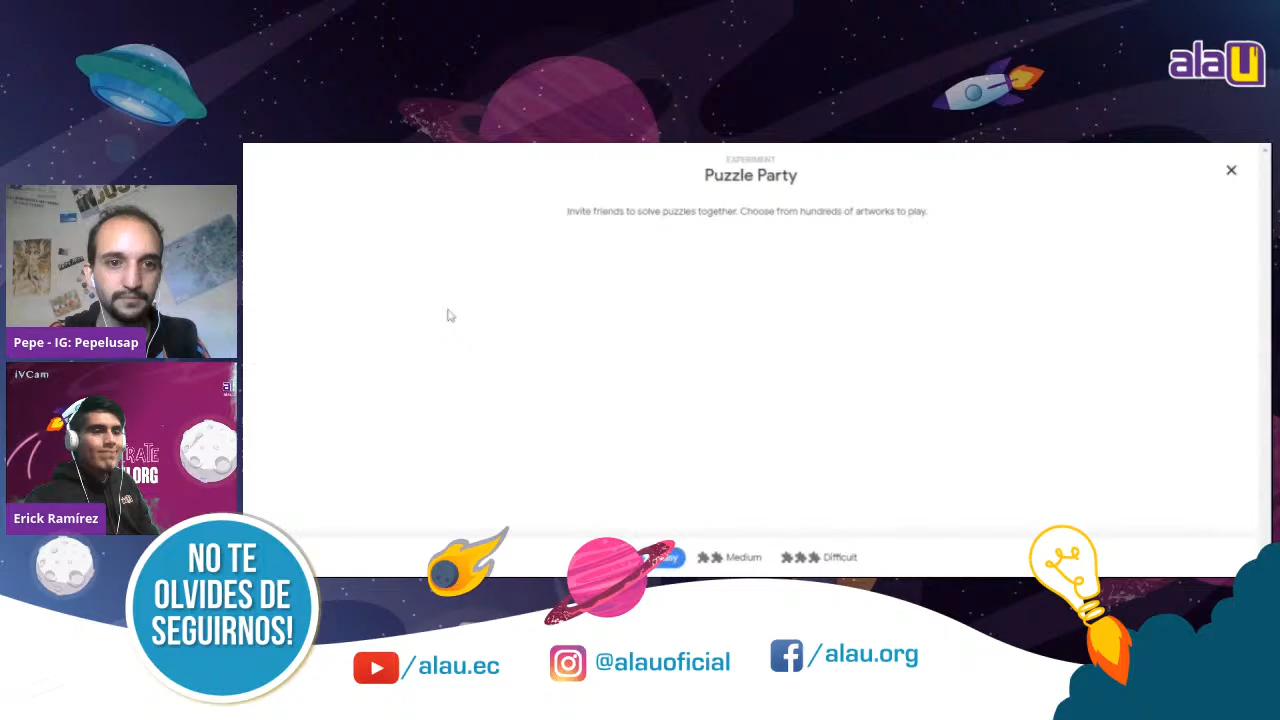 alaU
EXPERIMENT
Puzzle Party
Invite friends to solve puzzles together. Choose from hundreds of artworks to play.
Pepe - IG: Pepelusap
iVCam
Erick Ramírez
Medium
Difficult
NO TE
OLVIDES DE
SEGUIRNOS!
/alau.ec
@alauoficial
/alau.org